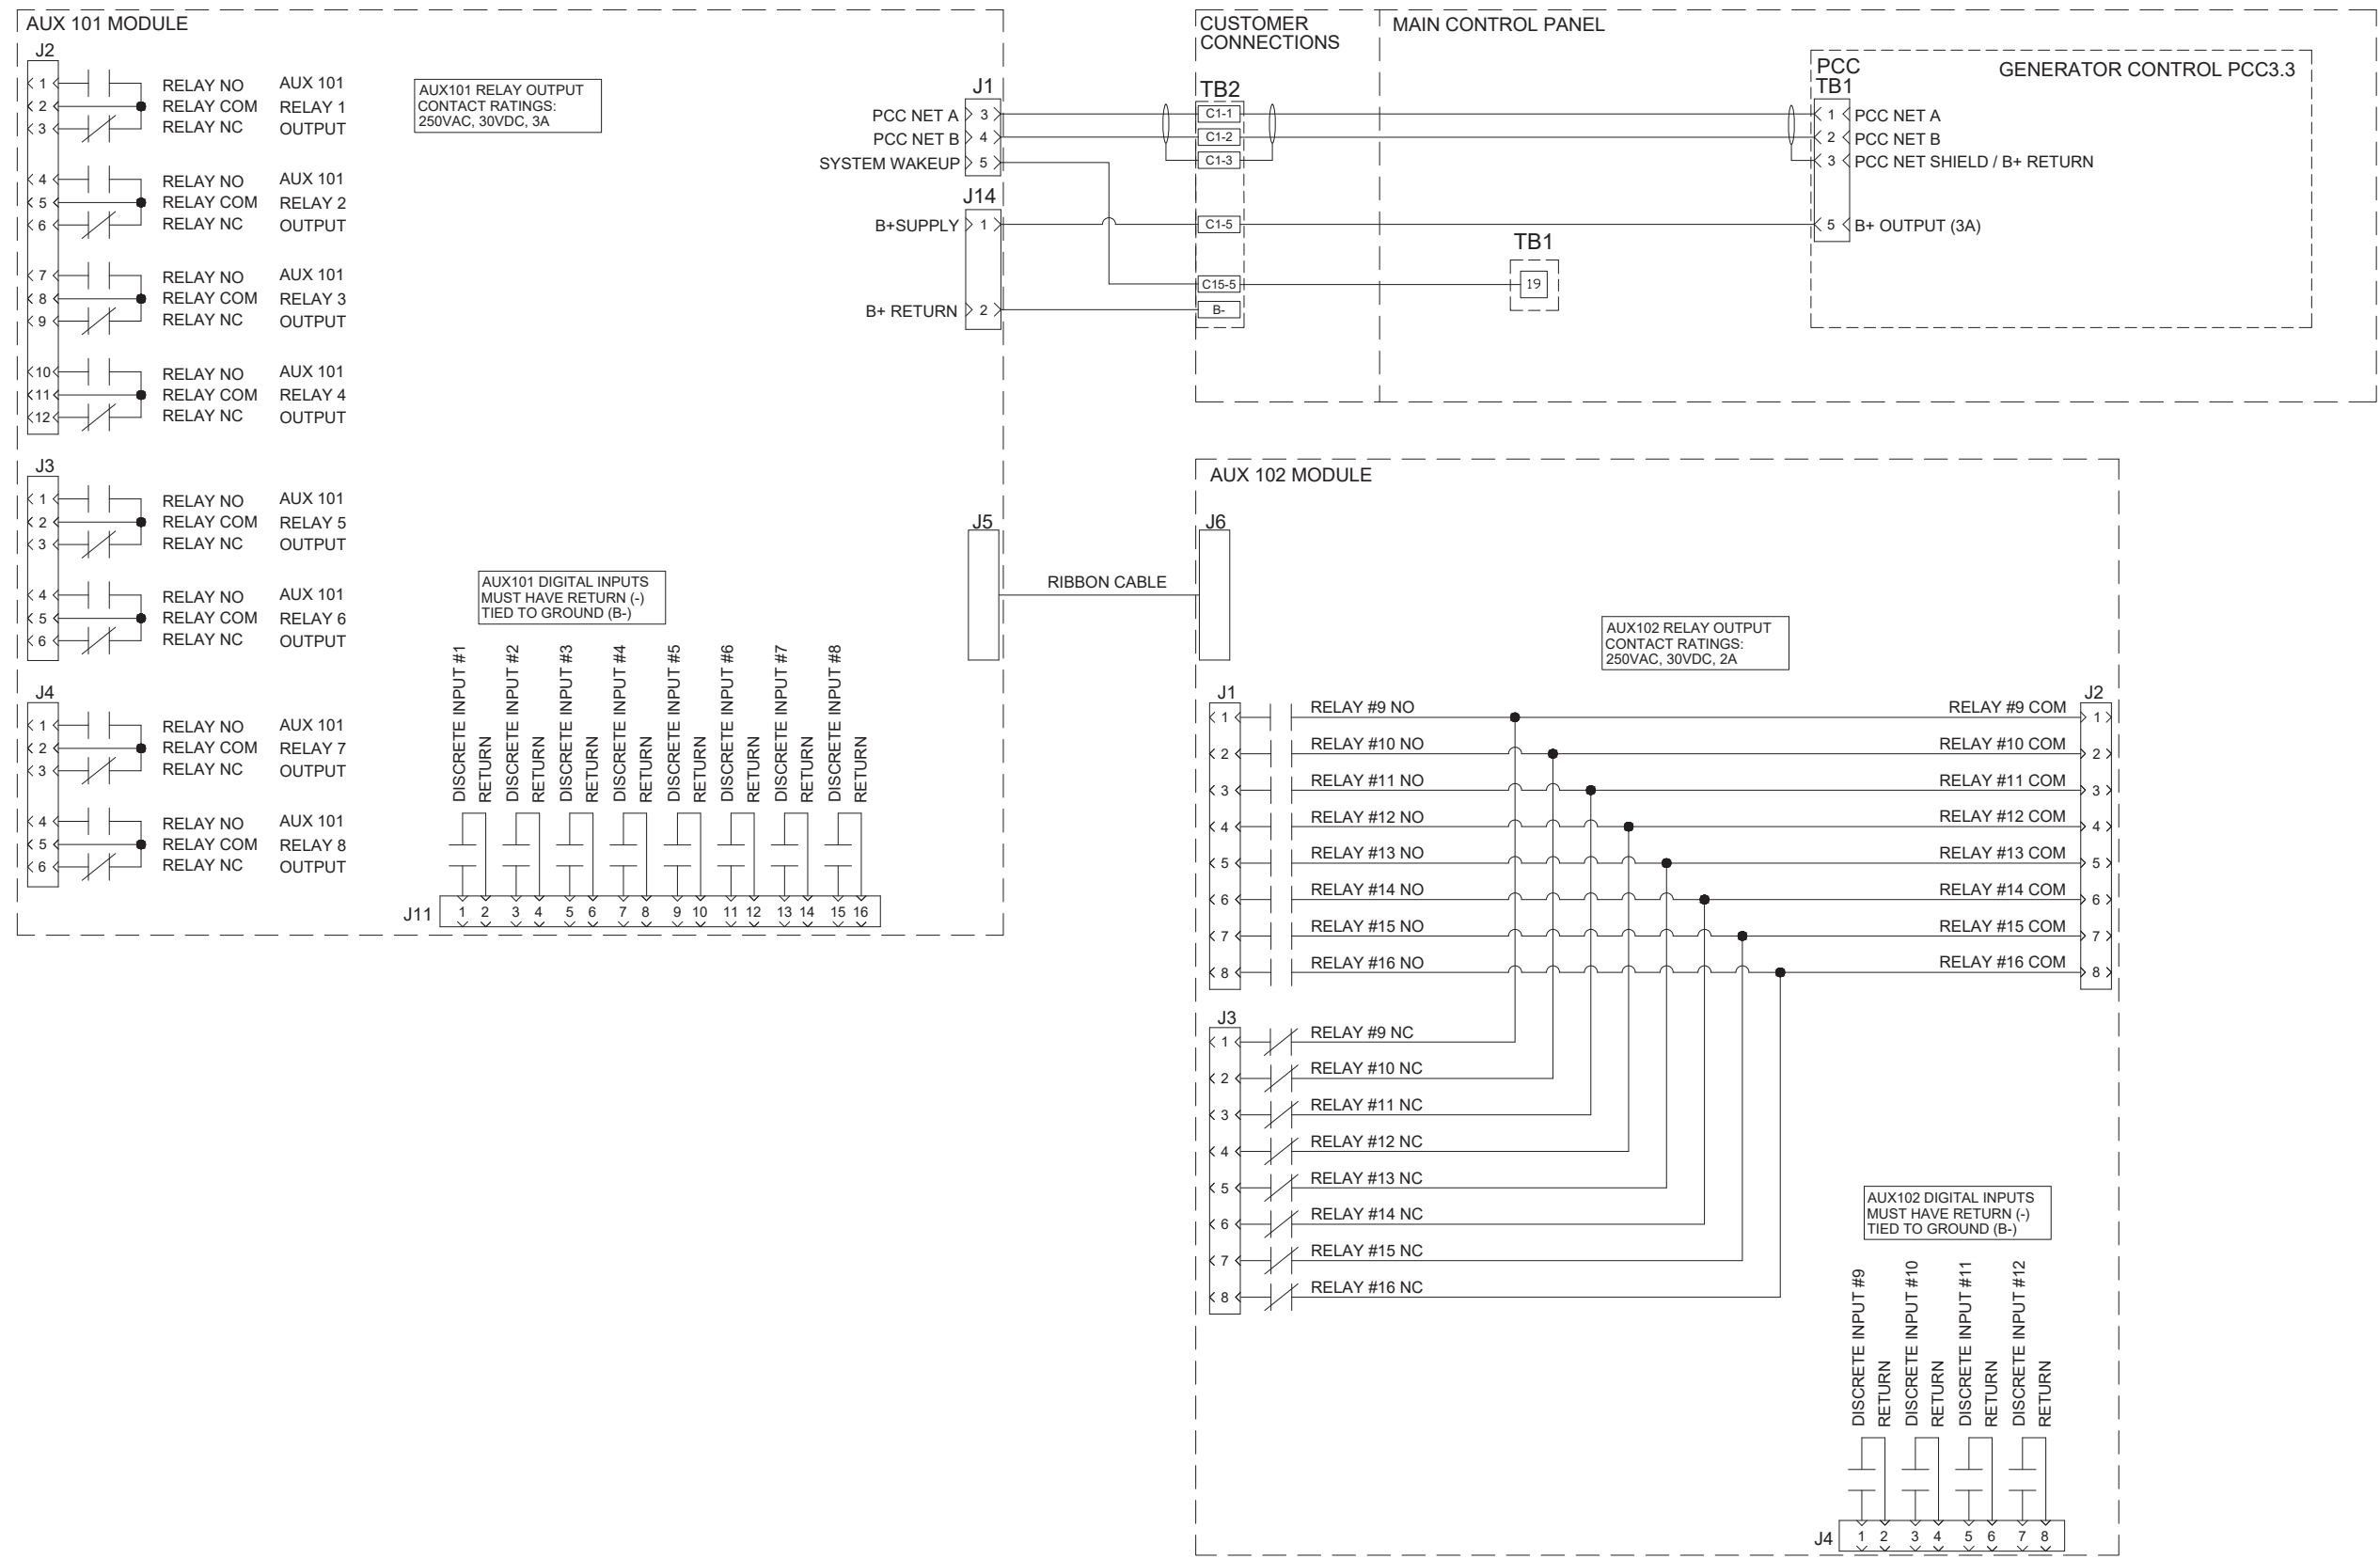 AUX 101 MODULE
J2
1
2
3
RELAY NO
RELAY COM
RELAY NC
AUX 101
RELAY 1
OUTPUT
4
5
6
RELAY NO
RELAY COM
RELAY NC
AUX 101
RELAY 2
OUTPUT
7
8
9
RELAY NO
RELAY COM
RELAY NC
AUX 101
RELAY 3
OUTPUT
10
11
12
RELAY NO
RELAY COM
RELAY NC
AUX 101
RELAY 4
OUTPUT
J3
1
2
3
RELAY NO
RELAY COM
RELAY NC
AUX 101
RELAY 5
OUTPUT
4
5
6
RELAY NO
RELAY COM
RELAY NC
AUX 101
RELAY 6
OUTPUT
J4
1
2
3
RELAY NO
RELAY COM
RELAY NC
AUX 101
RELAY 7
OUTPUT
4
5
6
RELAY NO
RELAY COM
RELAY NC
AUX 101
RELAY 8
OUTPUT
AUX101 RELAY OUTPUT
CONTACT RATINGS:
250VAC, 30VDC, 3A
J1
PCC NET A 3
PCC NET B 4
SYSTEM WAKEUP 5
J14
B+SUPPLY 1
B+ RETURN 2
AUX101 DIGITAL INPUTS
MUST HAVE RETURN (-)
TIED TO GROUND (B-)
DISCRETE INPUT #1
RETURN
DISCRETE INPUT #2
RETURN
DISCRETE INPUT #3
RETURN
DISCRETE INPUT #4
RETURN
DISCRETE INPUT #5
RETURN
DISCRETE INPUT #6
RETURN
DISCRETE INPUT #7
RETURN
DISCRETE INPUT #8
RETURN
J11 1 2 3 4 5 6 7 8 9 10 11 12 13 14 15 16
J5
RIBBON CABLE
CUSTOMER
CONNECTIONS
TB2
C1-1
C1-2
C1-3
C1-5
C15-5
B-
MAIN CONTROL PANEL
TB1
19
PCC
TB1
GENERATOR CONTROL PCC3.3
1 PCC NET A
2 PCC NET B
3 PCC NET SHIELD / B+ RETURN
5 B+ OUTPUT (3A)
AUX 102 MODULE
J6
AUX102 RELAY OUTPUT
CONTACT RATINGS:
250VAC, 30VDC, 2A
J1
J2
1 RELAY #9 NO RELAY #9 COM 1
2 RELAY #10 NO RELAY #10 COM 2
3 RELAY #11 NO RELAY #11 COM 3
4 RELAY #12 NO RELAY #12 COM 4
5 RELAY #13 NO RELAY #13 COM 5
6 RELAY #14 NO RELAY #14 COM 6
7 RELAY #15 NO RELAY #15 COM 7
8 RELAY #16 NO RELAY #16 COM 8
J3
1 RELAY #9 NC
2 RELAY #10 NC
3 RELAY #11 NC
4 RELAY #12 NC
5 RELAY #13 NC
6 RELAY #14 NC
7 RELAY #15 NC
8 RELAY #16 NC
AUX102 DIGITAL INPUTS
MUST HAVE RETURN (-)
TIED TO GROUND (B-)
DISCRETE INPUT #9
RETURN
DISCRETE INPUT #10
RETURN
DISCRETE INPUT #11
RETURN
DISCRETE INPUT #12
RETURN
J4 1 2 3 4 5 6 7 8